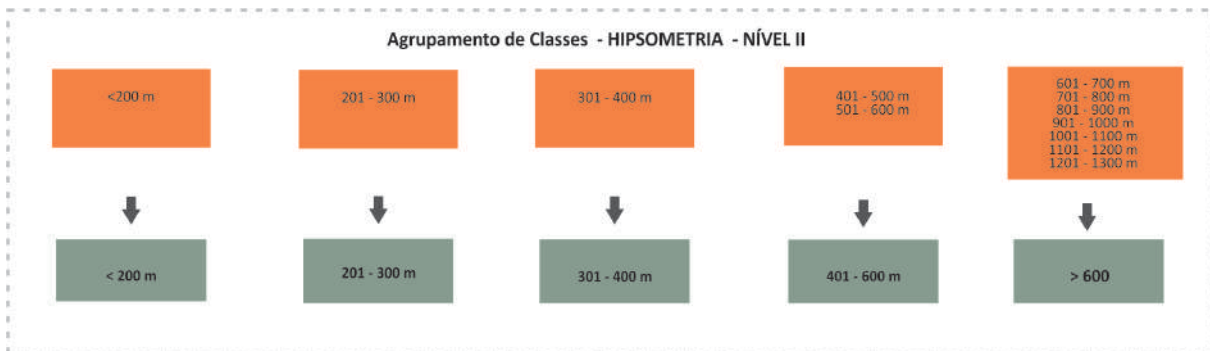 Agrupamento de Classes - HIPSOMETRIA - NÍVEL II
<200 m
201 - 300 m
301 - 400 m
401 - 500 m
501 - 600 m
601 - 700 m
701 - 800 m
801 - 900 m
901 - 1000 m
1001 - 1100 m
1101 - 1200 m
1201 - 1300 m
< 200 m
201 - 300 m
301 - 400 m
401 - 600 m
> 600